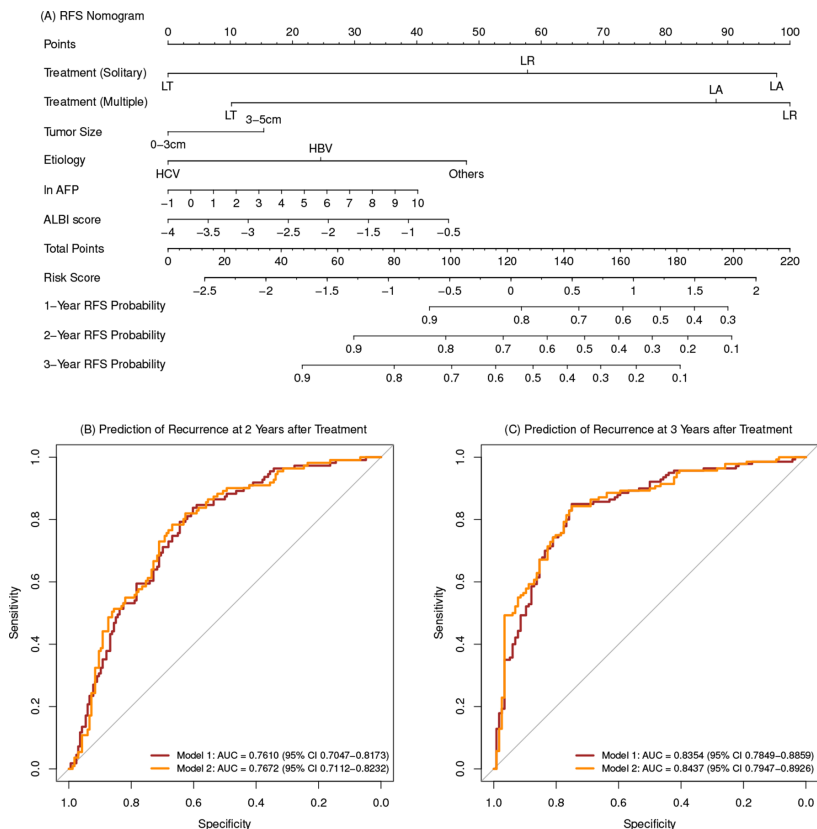 (A) RFS Nomogram
Points 0 10 20 30 40 50 60 70 80 90 100
Treatment (Solitary) LT LR LA
Treatment (Multiple) LT LA LR
Tumor Size 0−3cm 3−5cm
Etiology HCV HBV Others
ln AFP −1 0 1 2 3 4 5 6 7 8 9 10
ALBI score −4 −3.5 −3 −2.5 −2 −1.5 −1 −0.5
Total Points 0 20 40 60 80 100 120 140 160 180 200 220
Risk Score −2.5 −2 −1.5 −1 −0.5 0 0.5 1 1.5 2
1−Year RFS Probability 0.9 0.8 0.7 0.6 0.5 0.4 0.3
2−Year RFS Probability 0.9 0.8 0.7 0.6 0.5 0.4 0.3 0.2 0.1
3−Year RFS Probability 0.9 0.8 0.7 0.6 0.5 0.4 0.3 0.2 0.1
(B) Prediction of Recurrence at 2 Years after Treatment
Sensitivity
1.0
0.8
0.6
0.4
0.2
0.0
Model 1: AUC = 0.7610 (95% CI 0.7047−0.8173)
Model 2: AUC = 0.7672 (95% CI 0.7112−0.8232)
1.0 0.8 0.6 0.4 0.2 0.0
Specificity
(C) Prediction of Recurrence at 3 Years after Treatment
Sensitivity
1.0
0.8
0.6
0.4
0.2
0.0
Model 1: AUC = 0.8354 (95% CI 0.7849−0.8859)
Model 2: AUC = 0.8437 (95% CI 0.7947−0.8926)
1.0 0.8 0.6 0.4 0.2 0.0
Specificity